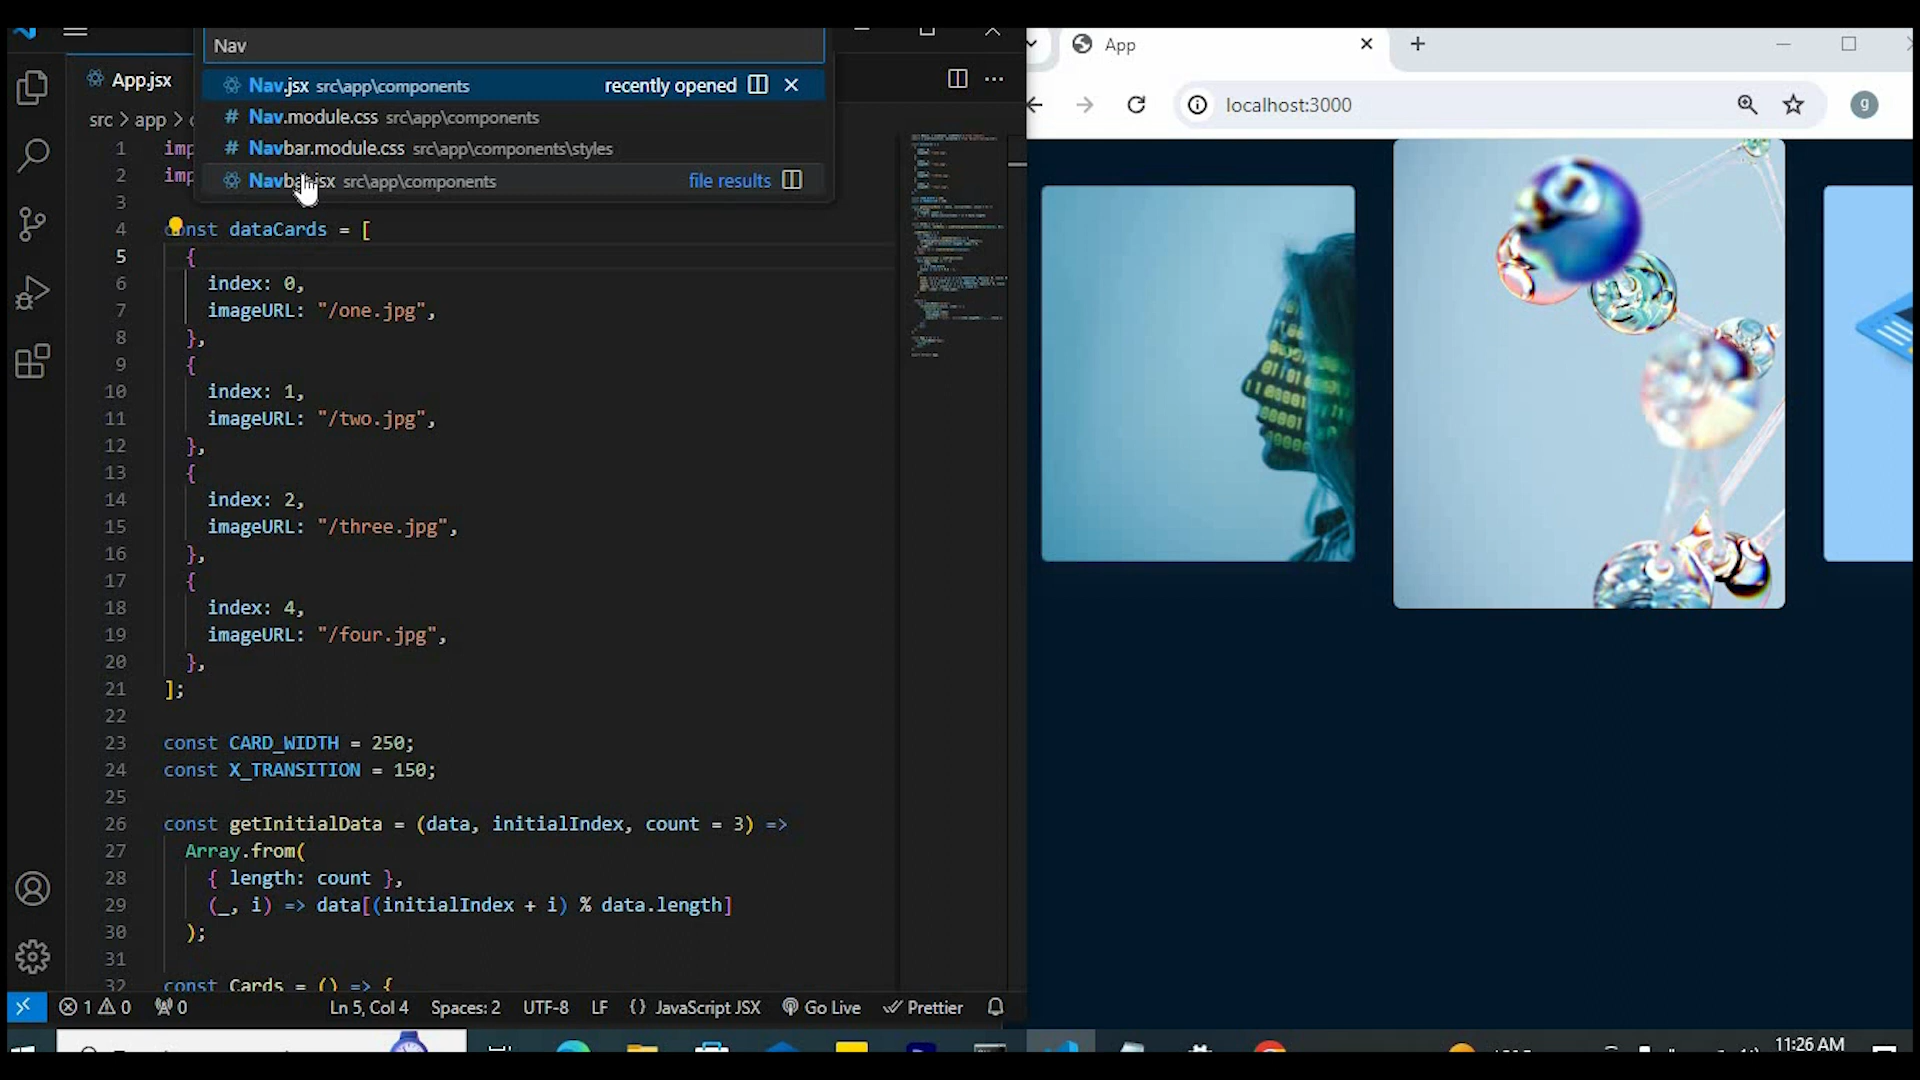 Nav
App
App.jsx
Nav.jsx src\app\components recently opened
localhost:3000
g
src > app >
Nav.module.css src\app\components
Navbar.module.css src\app\components\styles
src\app\components file results
1 imp
2 imp
3
4 const dataCards = [
5 {
6 index: 0,
7 imageURL: "/one.jpg",
8 },
9 {
10 index: 1,
11 imageURL: "/two.jpg",
12 },
13 {
14 index: 2,
15 imageURL: "/three.jpg",
16 },
17 {
18 index: 4,
19 imageURL: "/four.jpg",
20 },
21 ];
22
23 const CARD_WIDTH = 250;
24 const X_TRANSITION = 150;
25
26 const getInitialData = (data, initialIndex, count = 3) =>
27 Array.from(
28 { length: count },
29 (_, i) => data[(initialIndex + i) % data.length]
30 );
31
32 const Cards = () => {
1 0 0 Ln 5, Col 4 Spaces: 2 UTF-8 LF {} JavaScript JSX Go Live Prettier
11:26 AM